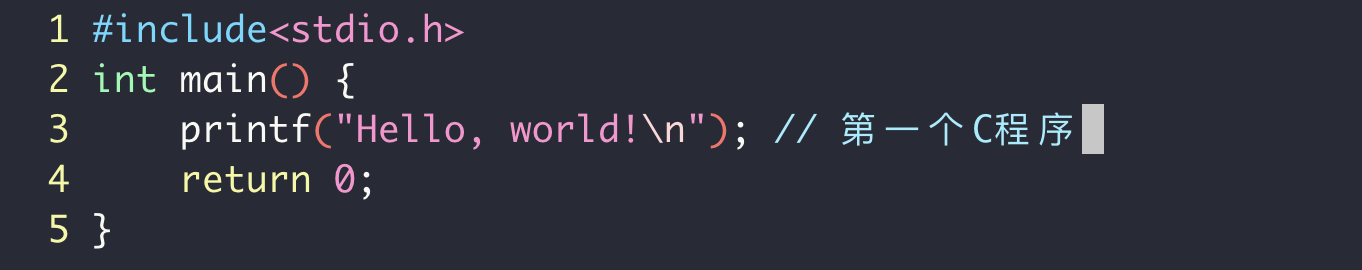 1 #include<stdio.h>
2 int main() {
3     printf("Hello, world!\n"); // 第一个C程序
4     return 0;
5 }